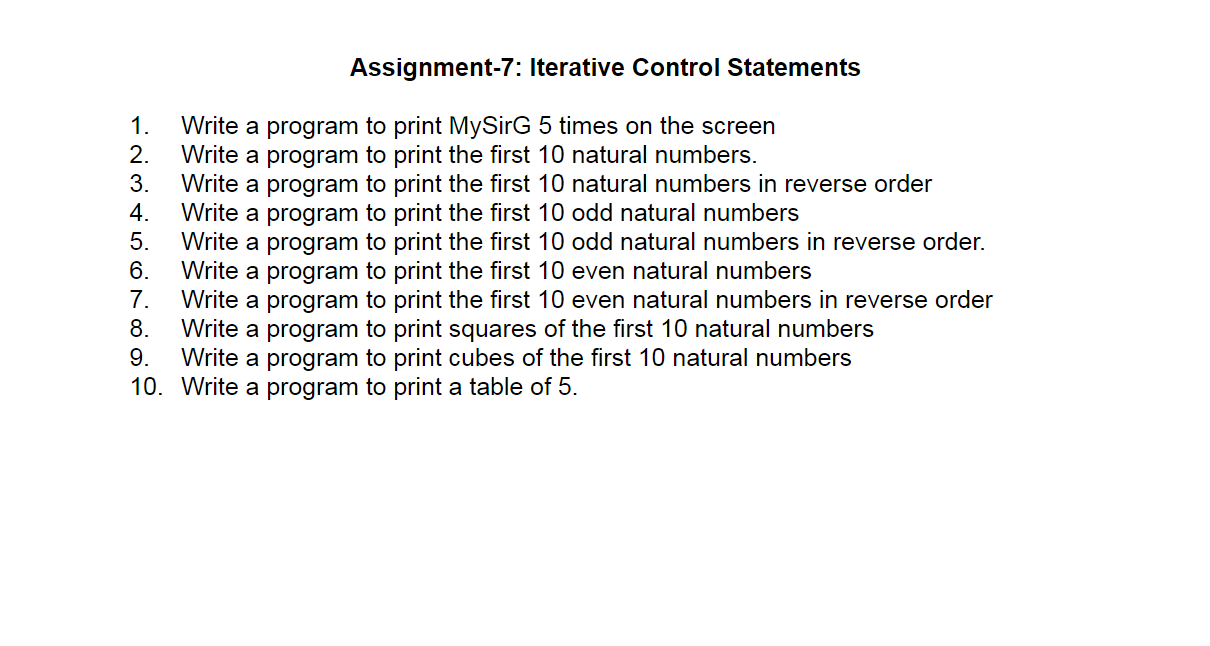 Assignment-7: Iterative Control Statements
1. Write a program to print MySirG 5 times on the screen
2. Write a program to print the first 10 natural numbers.
3. Write a program to print the first 10 natural numbers in reverse order
4. Write a program to print the first 10 odd natural numbers
5. Write a program to print the first 10 odd natural numbers in reverse order.
6. Write a program to print the first 10 even natural numbers
7. Write a program to print the first 10 even natural numbers in reverse order
8. Write a program to print squares of the first 10 natural numbers
9. Write a program to print cubes of the first 10 natural numbers
10. Write a program to print a table of 5.